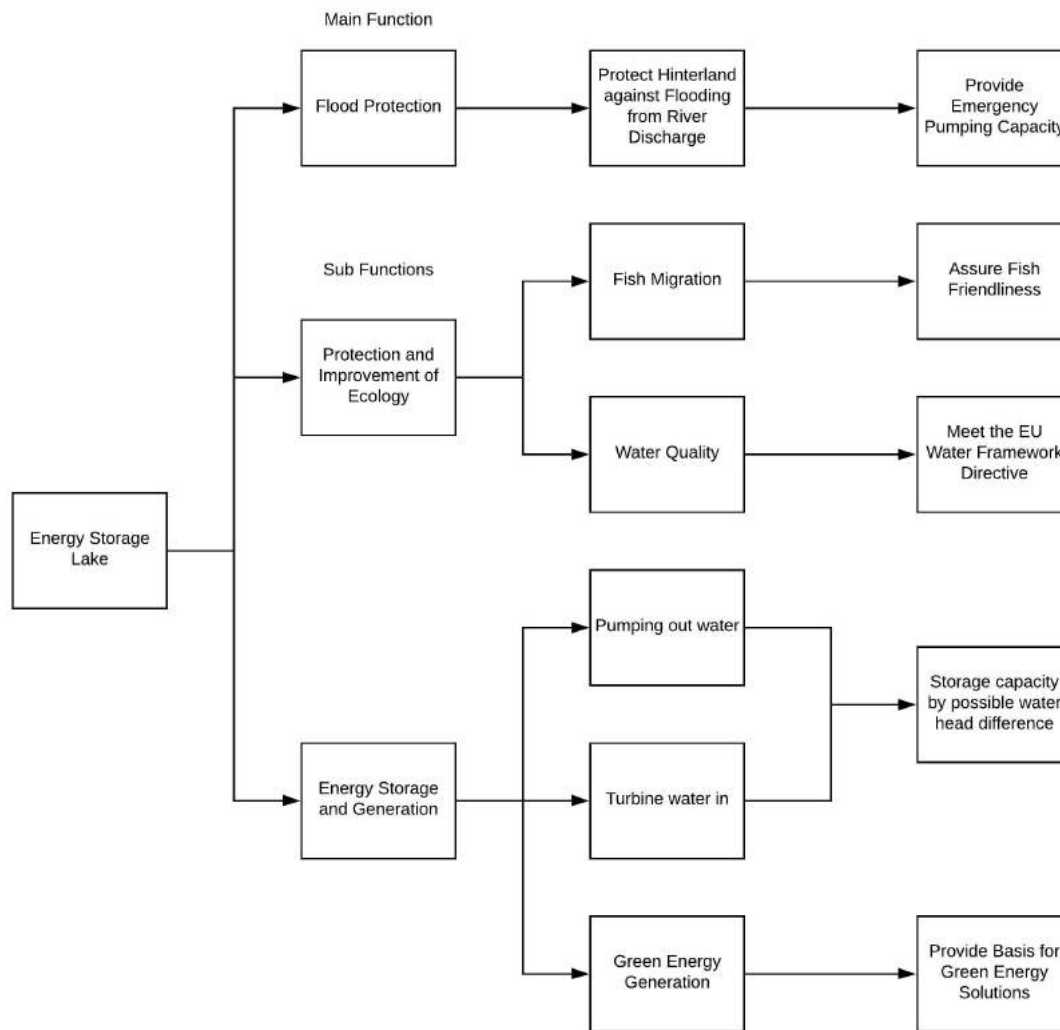 Main Function
Flood Protection
Protect Hinterland
against Flooding
from River
Discharge
Provide
Emergency
Pumping Capacity
Sub Functions
Fish Migration
Assure Fish
Friendliness
Protection and
Improvement of
Ecology
Water Quality
Meet the EU
Water Framework
Directive
Energy Storage
Lake
Pumping out water
Storage capacity
by possible water
head difference
Energy Storage
and Generation
Turbine water in
Green Energy
Generation
Provide Basis for
Green Energy
Solutions